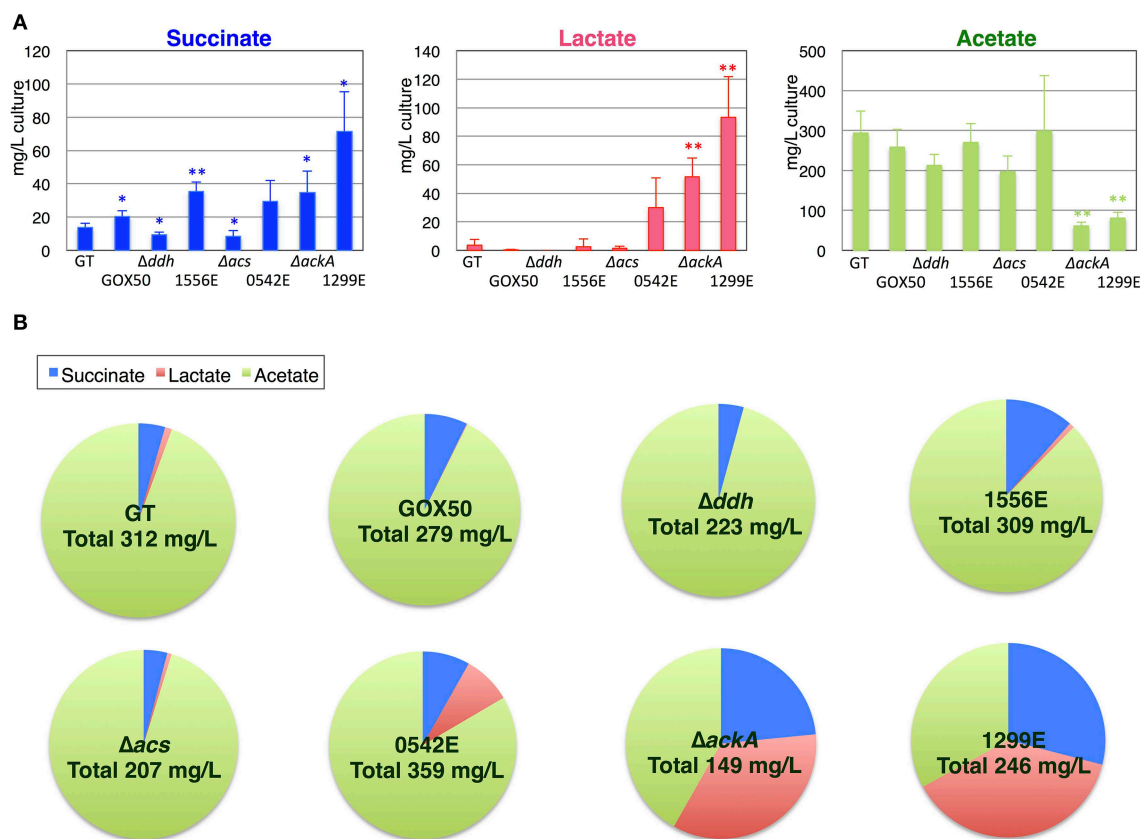 A
Succinate
Lactate
Acetate
mg/L culture
120
100
80
60
40
20
0
*
*
**
*
*
*
GT
Δddh
Δacs
ΔackA
GOX50
1556E
0542E
1299E
mg/L culture
140
120
100
80
60
40
20
0
**
**
GT
Δddh
Δacs
ΔackA
GOX50
1556E
0542E
1299E
mg/L culture
500
400
300
200
100
0
**
**
GT
Δddh
Δacs
ΔackA
GOX50
1556E
0542E
1299E
B
Succinate Lactate Acetate
GT
Total 312 mg/L
GOX50
Total 279 mg/L
Δddh
Total 223 mg/L
1556E
Total 309 mg/L
Δacs
Total 207 mg/L
0542E
Total 359 mg/L
ΔackA
Total 149 mg/L
1299E
Total 246 mg/L